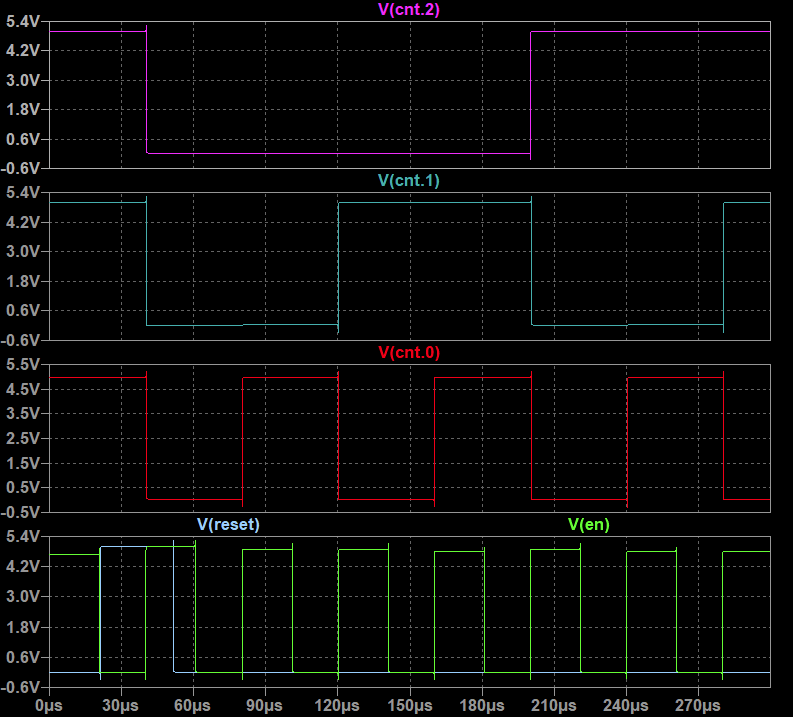 V(cnt.2)
5.4V
4.2V
3.0V
1.8V
0.6V
-0.6V
V(cnt.1)
5.4V
4.2V
3.0V
1.8V
0.6V
-0.6V
V(cnt.0)
5.5V
4.5V
3.5V
2.5V
1.5V
0.5V
-0.5V
V(reset) V(en)
5.4V
4.2V
3.0V
1.8V
0.6V
-0.6V
0µs 30µs 60µs 90µs 120µs 150µs 180µs 210µs 240µs 270µs